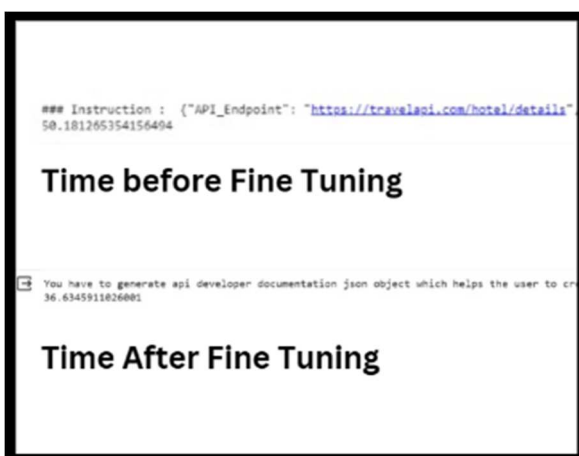 ### Instruction : {"API_Endpoint": "https://travelapi.com/hotel/details",
50.181265354156494
Time before Fine Tuning
You have to generate api developer documentation json object which helps the user to cr
36.6345911026001
Time After Fine Tuning